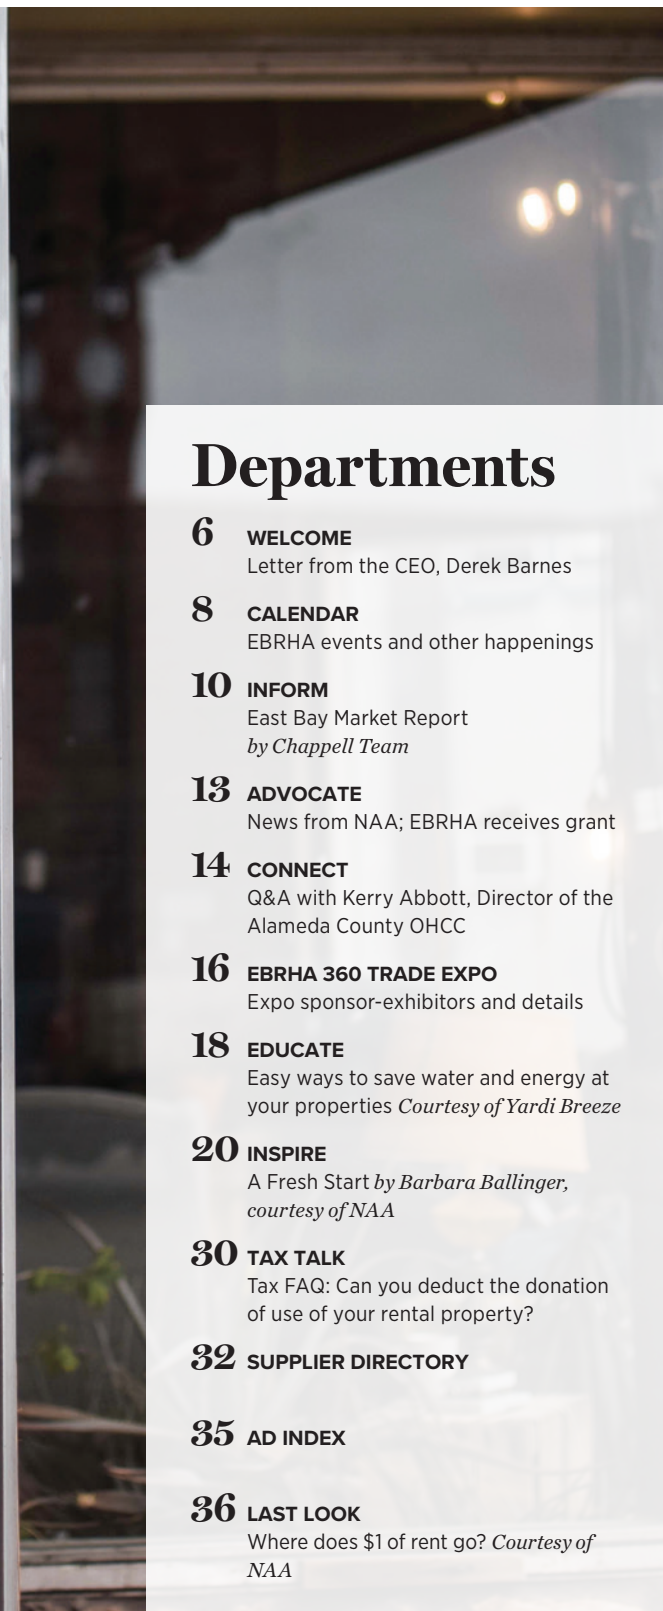 Departments
6 WELCOME
Letter from the CEO, Derek Barnes
8 CALENDAR
EBRHA events and other happenings
10 INFORM
East Bay Market Report
by Chappell Team
13 ADVOCATE
News from NAA; EBRHA receives grant
14 CONNECT
Q&A with Kerry Abbott, Director of the
Alameda County OHCC
16 EBRHA 360 TRADE EXPO
Expo sponsor-exhibitors and details
18 EDUCATE
Easy ways to save water and energy at
your properties Courtesy of Yardi Breeze
20 INSPIRE
A Fresh Start by Barbara Ballinger,
courtesy of NAA
30 TAX TALK
Tax FAQ: Can you deduct the donation
of use of your rental property?
32 SUPPLIER DIRECTORY
35 AD INDEX
36 LAST LOOK
Where does $1 of rent go? Courtesy of
NAA